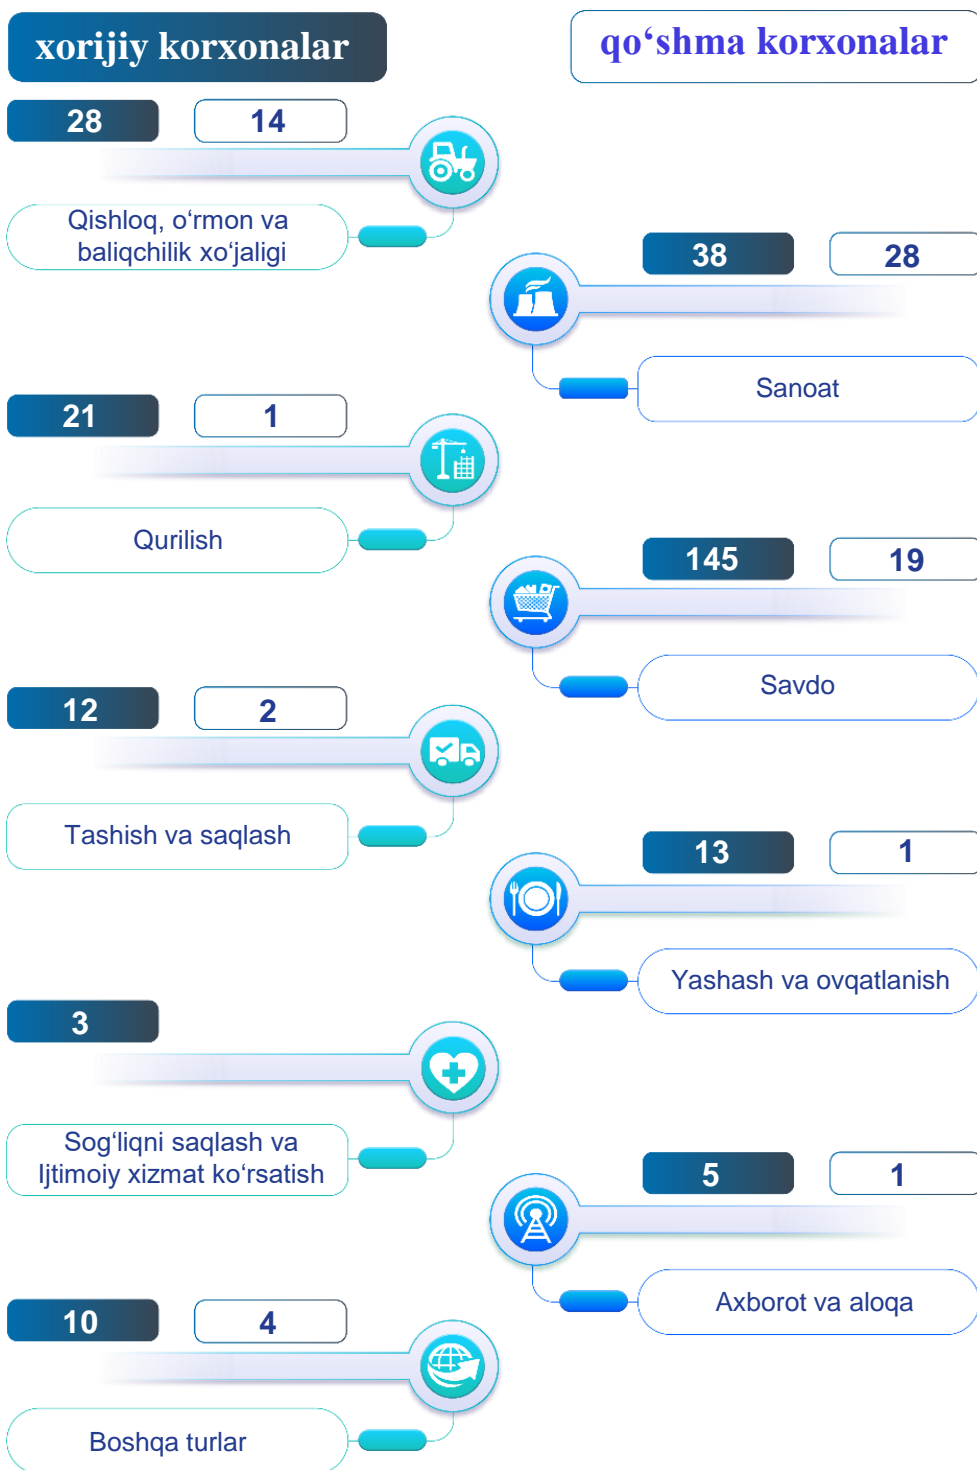 xorijiy korxonalar
qo‘shma korxonalar
28
14
Qishloq, o‘rmon va
baliqchilik xo‘jaligi
38
28
Sanoat
21
1
Qurilish
145
19
Savdo
12
2
Tashish va saqlash
13
1
Yashash va ovqatlanish
3
Sog‘liqni saqlash va
Ijtimoiy xizmat ko‘rsatish
5
1
Axborot va aloqa
10
4
Boshqa turlar